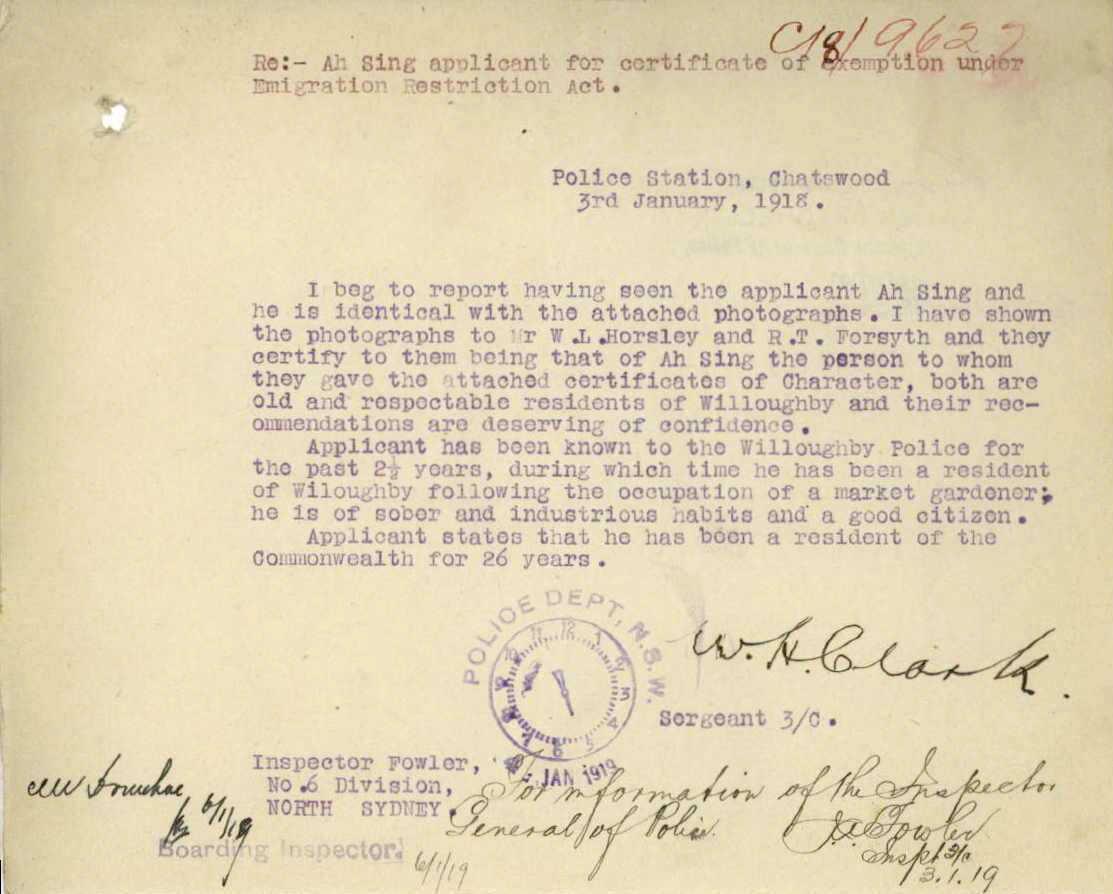 C18/9627
Re:- Ah Sing applicant for certificate of exemption under
Emigration Restriction Act.
Police Station, Chatswood
3rd January, 1918.
I beg to report having seen the applicant Ah Sing and
he is identical with the attached photographs. I have shown
the photographs to Mr W.L.Horsley and R.T. Forsyth and they
certify to them being that of Ah Sing the person to whom
they gave the attached certificates of Character, both are
old and respectable residents of Willoughby and their rec-
ommendations are deserving of confidence.
Applicant has been known to the Willoughby Police for
the past 2½ years, during which time he has been a resident
of Wiloughby following the occupation of a market gardener;
he is of sober and industrious habits and a good citizen.
Applicant states that he has been a resident of the
Commonwealth for 26 years.
POLICE DEPT, N.S.W.
JAN 1919
W. H. Clark.
Sergeant 3/C.
Inspector Fowler,
No.6 Division,
NORTH SYDNEY.
For information of the Inspector
General of Police.
Fowler
Inspr 3/c
3.1.19
6/1/19
Boarding Inspector.
6/1/19